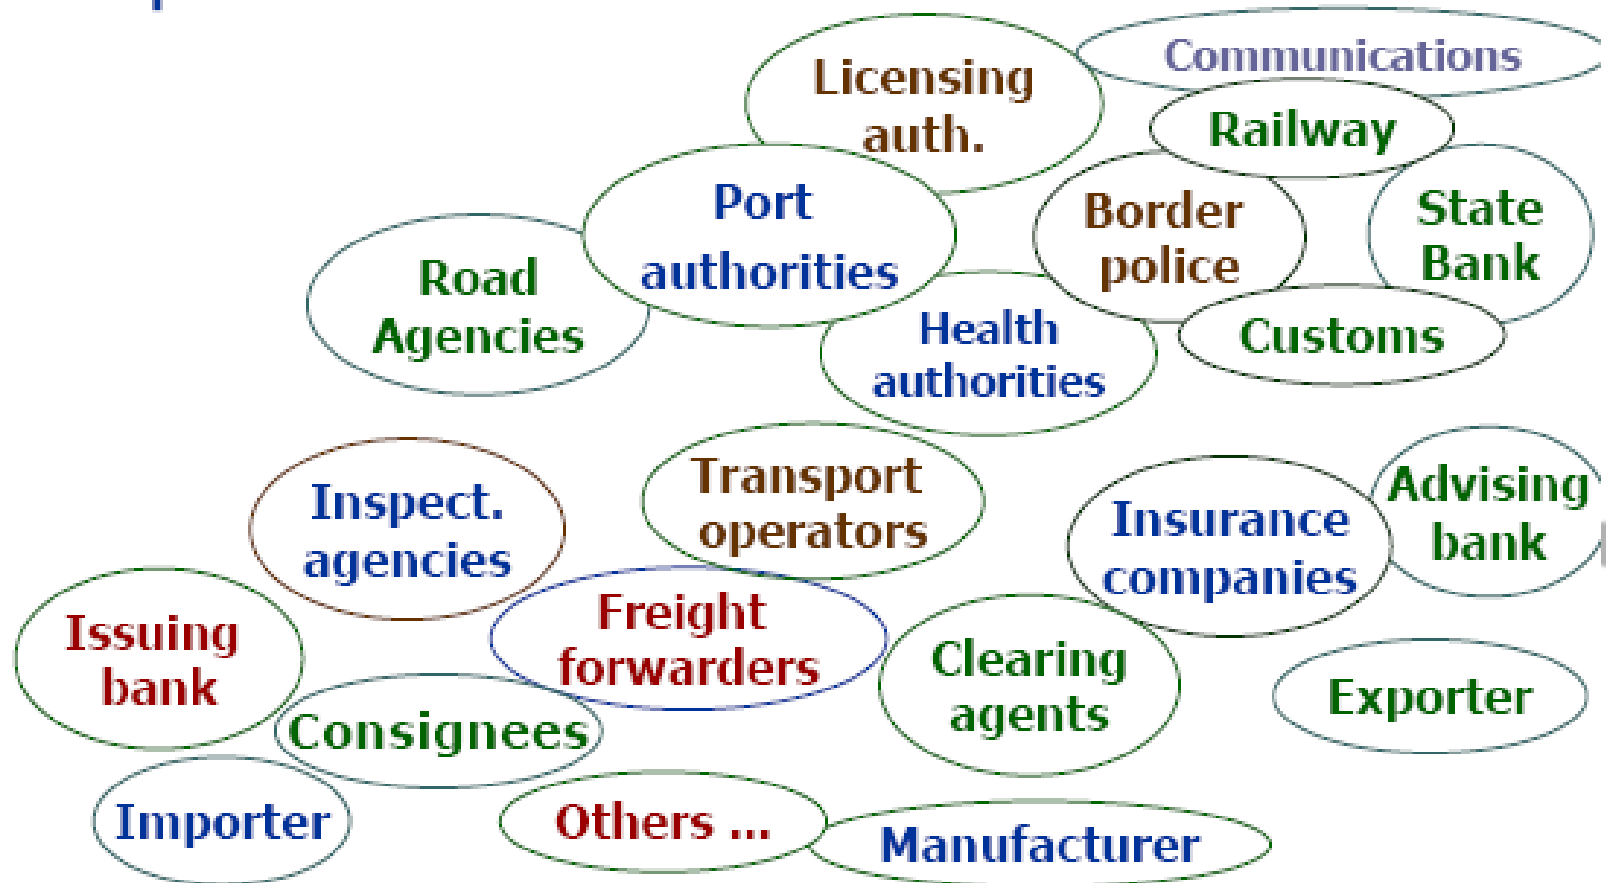 Communications
Licensing
auth.
Railway
Port
authorities
Border
police
State
Bank
Road
Agencies
Health
authorities
Customs
Transport
operators
Inspect.
agencies
Insurance
companies
Advising
bank
Issuing
bank
Freight
forwarders
Clearing
agents
Exporter
Consignees
Importer
Others ...
Manufacturer